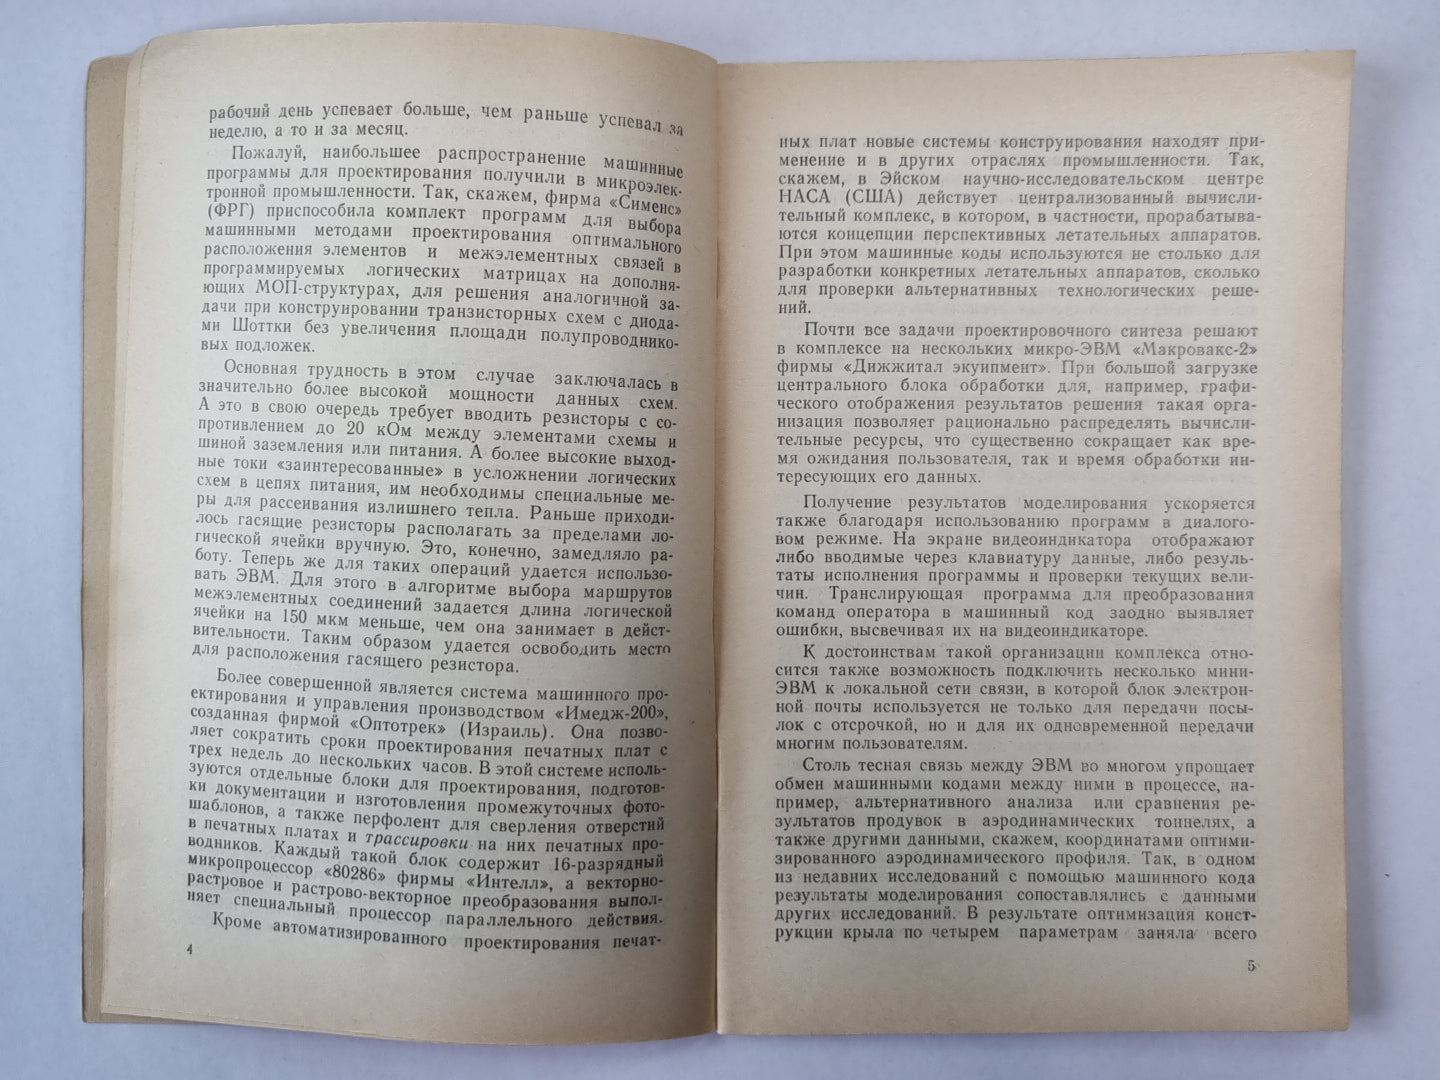 рабочий день успевает больше, чем раньше успевал за
неделю, а то и за месяц.
Пожалуй, наибольшее распространение машинные
программы для проектирования получили в микроэлек-
тронной промышленности. Так, скажем, фирма «Сименс»
(ФРГ) приспособила комплект программ для выбора
машинными методами проектирования оптимального
расположения элементов и межэлементных связей в
программируемых логических матрицах на дополня-
ющих МОП-структурах, для решения аналогичной за-
дачи при конструировании транзисторных схем с диода-
ми Шоттки без увеличения площади полупроводнико-
вых подложек.
Основная трудность в этом случае заключалась в
значительно более высокой мощности данных схем.
А это в свою очередь требует вводить резисторы с со-
противлением до 20 кОм между элементами схемы и
шиной заземления или питания. А более высокие выход-
ные токи «заинтересованные» в усложнении логических
схем в цепях питания, им необходимы специальные ме-
ры для рассеивания излишнего тепла. Раньше приходи-
лось гасящие резисторы располагать за пределами ло-
гической ячейки вручную. Это, конечно, замедляло ра-
боту. Теперь же для таких операций удается использо-
вать ЭВМ. Для этого в алгоритме выбора маршрутов
межэлементных соединений задается длина логической
ячейки на 150 мкм меньше, чем она занимает в дейст-
вительности. Таким образом удается освободить место
для расположения гасящего резистора.
Более совершенной является система машинного про-
ектирования и управления производством «Имедж-200»,
созданная фирмой «Оптотрек» (Израиль). Она позво-
ляет сократить сроки проектирования печатных плат с
трех недель до нескольких часов. В этой системе исполь-
зуются отдельные блоки для проектирования, подготов-
ки документации и изготовления промежуточных фото-
шаблонов, а также перфолент для сверления отверстий
в печатных платах и трассировки на них печатных про-
водников. Каждый такой блок содержит 16-разрядный
микропроцессор «80286» фирмы «Интелл», а векторно-
растровое и растрово-векторное преобразования выпол-
няет специальный процессор параллельного действия.
Кроме автоматизированного проектирования печат-
4
ных плат новые системы конструирования находят при-
менение и в других отраслях промышленности. Так,
скажем, в Эйском научно-исследовательском центре
НАСА (США) действует централизованный вычисли-
тельный комплекс, в котором, в частности, прорабатыва-
ются концепции перспективных летательных аппаратов.
При этом машинные коды используются не столько для
разработки конкретных летательных аппаратов, сколько
для проверки альтернативных технологических реше-
ний.
Почти все задачи проектировочного синтеза решают
в комплексе на нескольких микро-ЭВМ «Макровакс-2»
фирмы «Дижжитал экуипмент». При большой загрузке
центрального блока обработки для, например, графи-
ческого отображения результатов решения такая орга-
низация позволяет рационально распределять вычисли-
тельные ресурсы, что существенно сокращает как вре-
мя ожидания пользователя, так и время обработки ин-
тересующих его данных.
Получение результатов моделирования ускоряется
также благодаря использованию программ в диалого-
вом режиме. На экране видеоиндикатора отображают
либо вводимые через клавиатуру данные, либо резуль-
таты исполнения программы и проверки текущих вели-
чин. Транслирующая программа для преобразования
команд оператора в машинный код заодно выявляет
ошибки, высвечивая их на видеоиндикаторе.
К достоинствам такой организации комплекса отно-
сится также возможность подключить несколько мини-
ЭВМ к локальной сети связи, в которой блок электрон-
ной почты используется не только для передачи посы-
лок с отсрочкой, но и для их одновременной передачи
многим пользователям.
Столь тесная связь между ЭВМ во многом упрощает
обмен машинными кодами между ними в процессе, на-
пример, альтернативного анализа или сравнения ре-
зультатов продувок в аэродинамических тоннелях, а
также другими данными, скажем, координатами оптими-
зированного аэродинамического профиля. Так, в одном
из недавних исследований с помощью машинного кода
результаты моделирования сопоставлялись с данными
других исследований. В результате оптимизация конст-
рукции крыла по четырем параметрам заняла всего
5